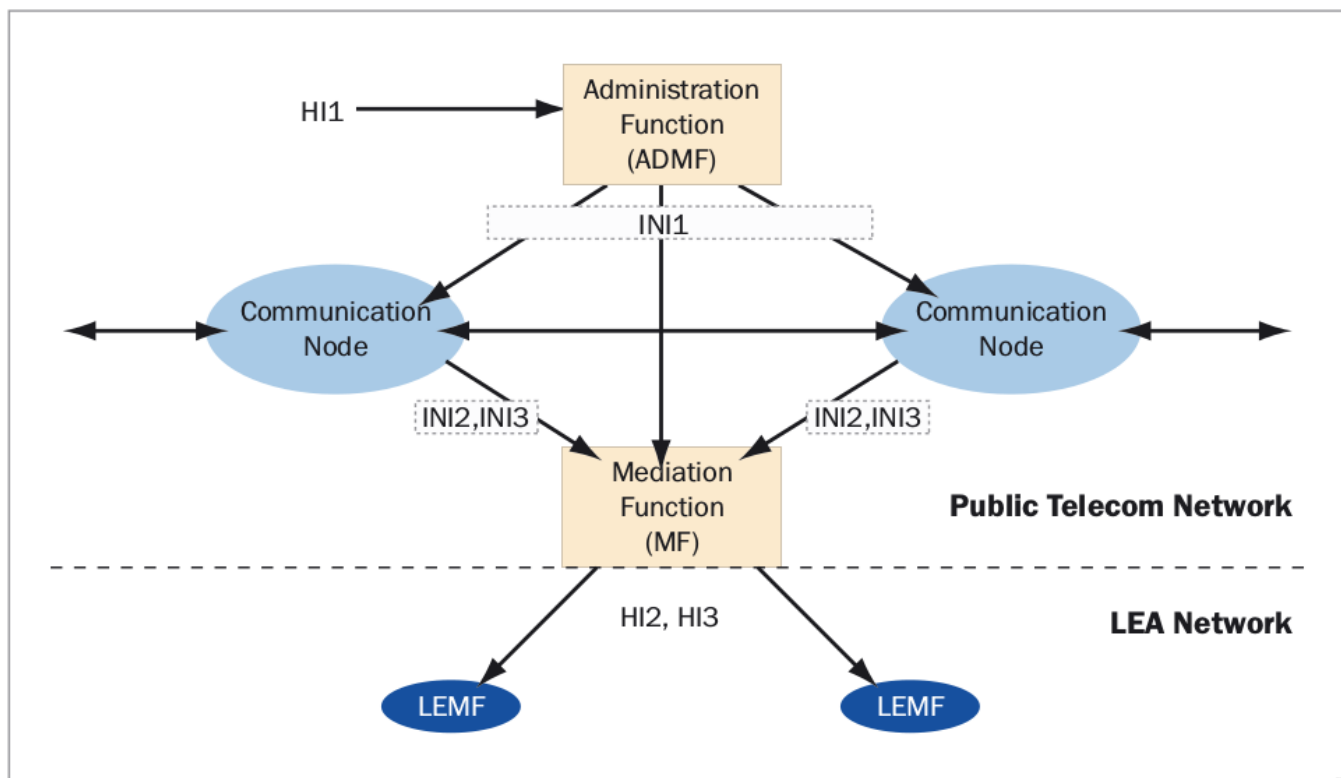 Administration
Function
(ADMF)
HI1
INI1
Communication
Node
Communication
Node
INI2,INI3
INI2,INI3
Mediation
Function
(MF)
Public Telecom Network
HI2, HI3
LEA Network
LEMF
LEMF